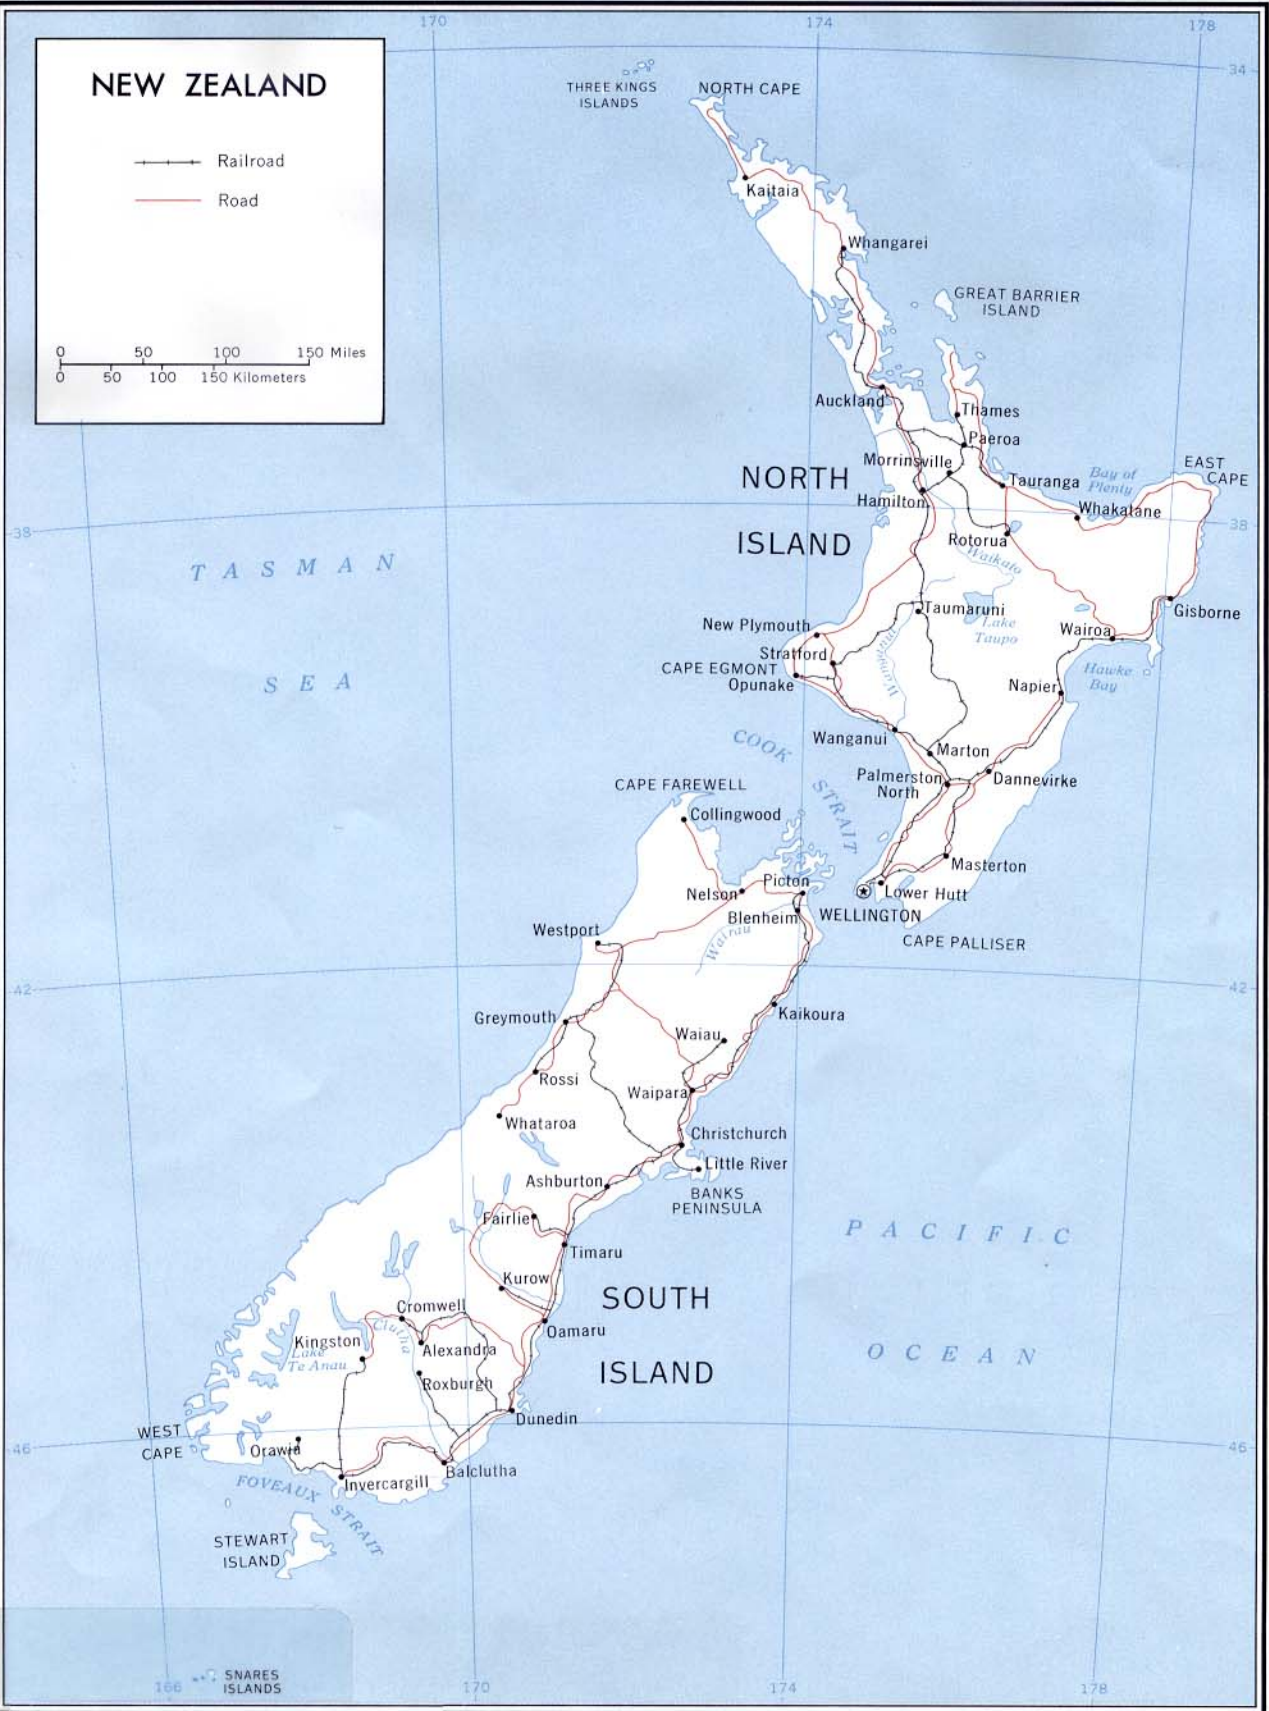 170
174
178
34
NEW ZEALAND
Railroad
Road
0 50 100 150 Miles
0 50 100 150 Kilometers
THREE KINGS
ISLANDS
NORTH CAPE
Kaitaia
Whangarei
GREAT BARRIER
ISLAND
Auckland
Thames
Paeroa
Morrinsville
NORTH
ISLAND
Hamilton
Tauranga
Bay of
Plenty
EAST
CAPE
Whakatane
38
38
Rotorua
Waikato
TASMAN
SEA
Taumaruni
Lake
Taupo
Gisborne
Wairoa
New Plymouth
Stratford
CAPE EGMONT
Opunake
Wanganui
Hawke
Bay
Napier
COOK
STRAIT
Wanganui
Marton
Palmerston
North
Dannevirke
CAPE FAREWELL
Collingwood
Masterton
Picton
Nelson
Lower Hutt
Blenheim
WELLINGTON
Westport
Wairau
CAPE PALLISER
42
42
Greymouth
Kaikoura
Waiau
Rossi
Waipara
Whataroa
Christchurch
Little River
Ashburton
BANKS
PENINSULA
Fairlie
PACIFIC
OCEAN
Timaru
Kurow
SOUTH
ISLAND
Cromwell
Clutha
Oamaru
Kingston
Alexandra
Lake
Te Anau
Roxburgh
Dunedin
WEST
CAPE
46
46
Orawia
Balclutha
Invercargill
FOVEAUX STRAIT
STEWART
ISLAND
SNARES
ISLANDS
166
170
174
178